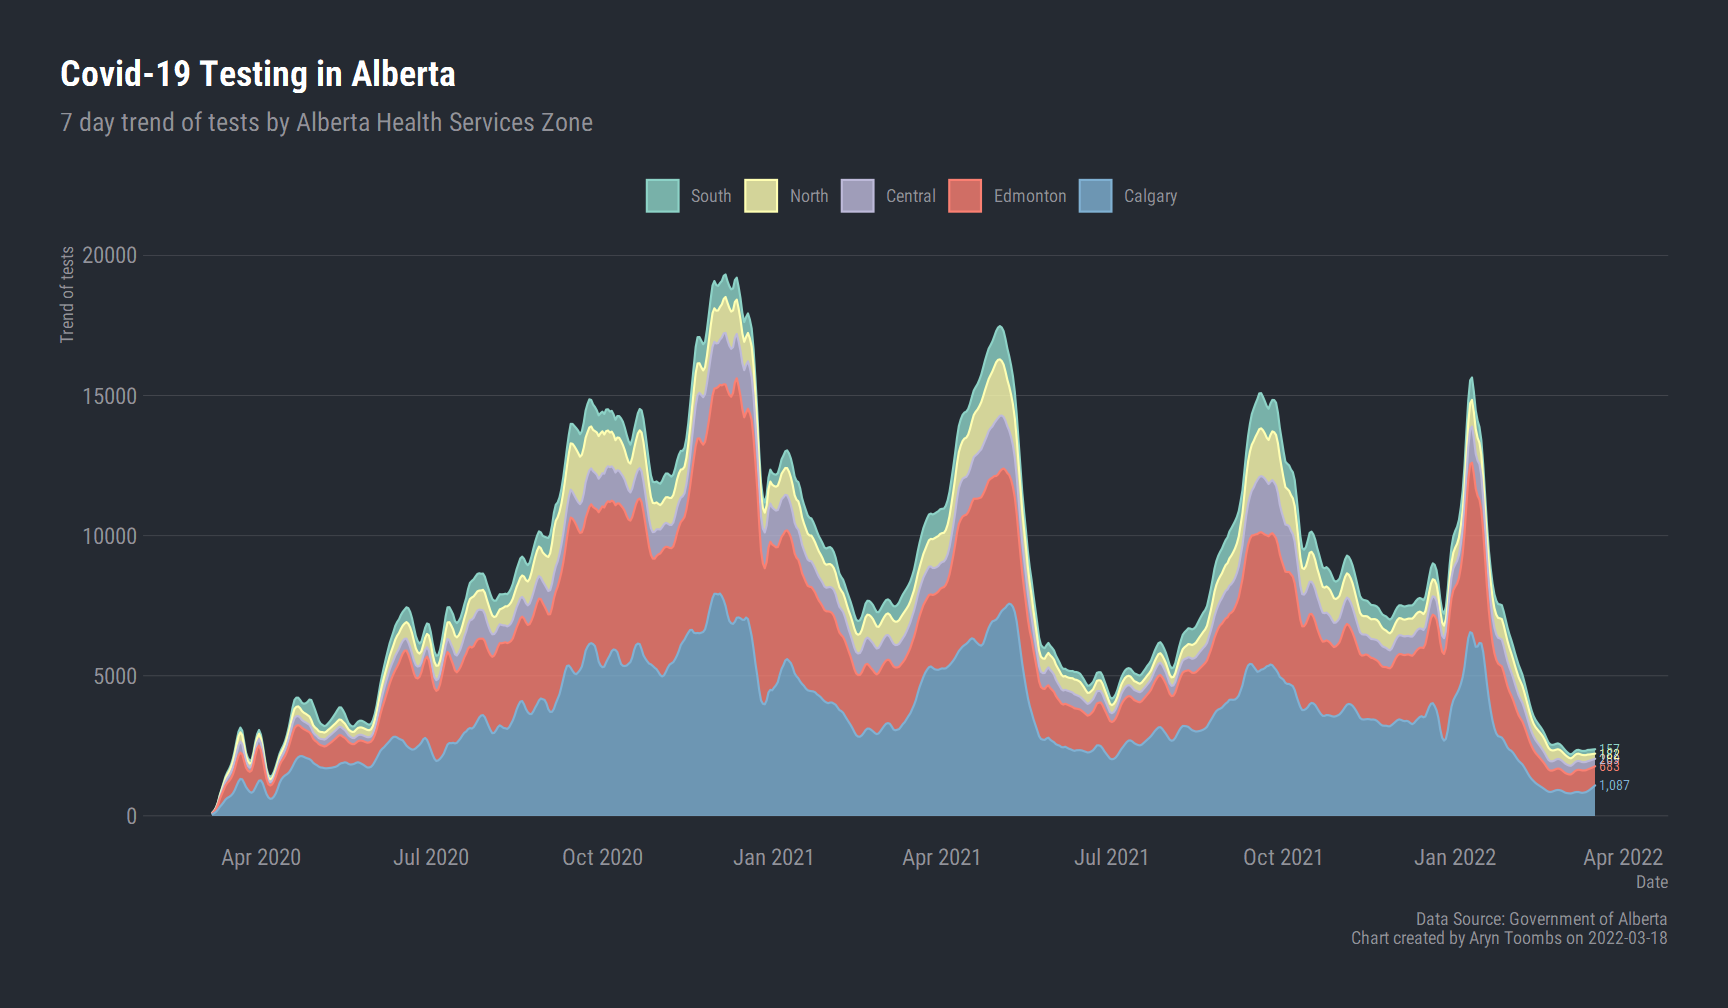 Covid-19 Testing in Alberta
7 day trend of tests by Alberta Health Services Zone
South North Central Edmonton Calgary
Trend of tests
20000
15000
10000
5000
0
157
683
1,087
Apr 2020 Jul 2020 Oct 2020 Jan 2021 Apr 2021 Jul 2021 Oct 2021 Jan 2022 Apr 2022
Date
Data Source: Government of Alberta
Chart created by Aryn Toombs on 2022-03-18